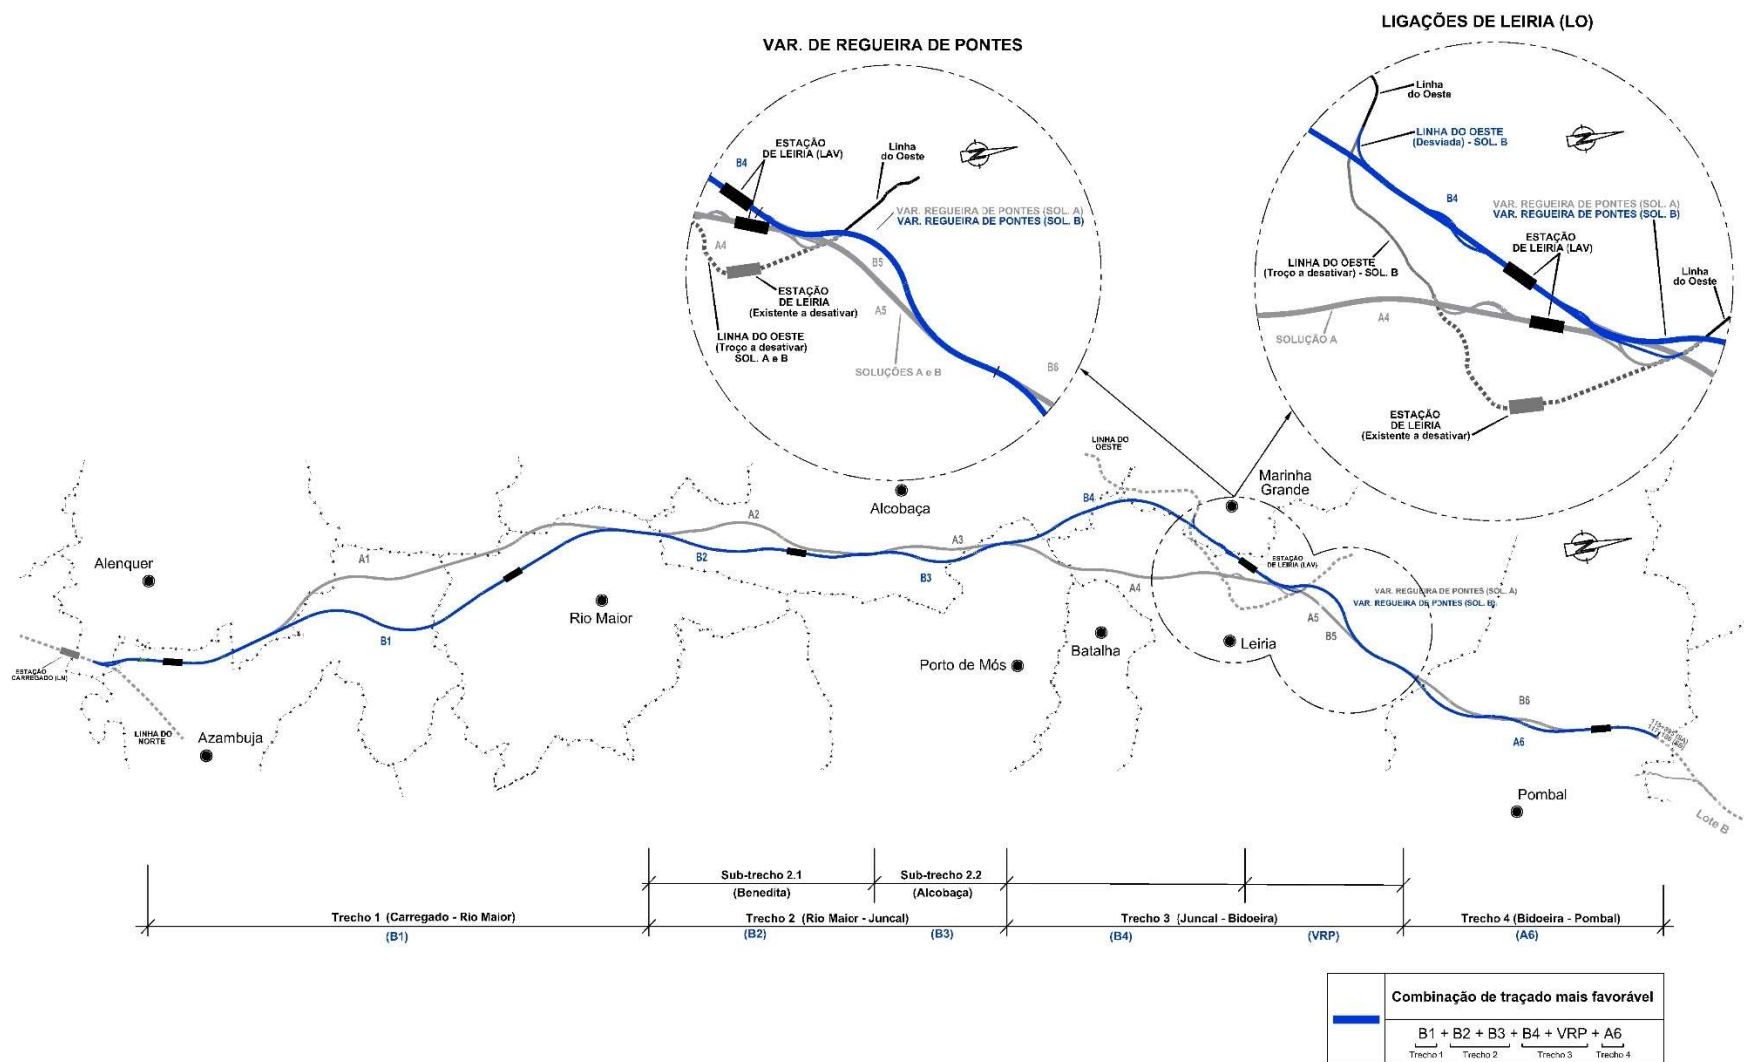 LIGAÇÕES DE LEIRIA (LO)
VAR. DE REGUEIRA DE PONTES
ESTAÇÃO
DE LEIRIA (LAV)
B4
Linha
do Oeste
VAR. REGUEIRA DE PONTES (SOL. A)
VAR. REGUEIRA DE PONTES (SOL. B)
A4
B5
A5
ESTAÇÃO
DE LEIRIA
(Existente a desativar)
LINHA DO OESTE
(Troço a desativar)
SOL. A e B
SOLUÇÕES A e B
B6
Linha
do Oeste
LINHA DO OESTE
(Desviada) - SOL. B
B4
VAR. REGUEIRA DE PONTES (SOL. A)
VAR. REGUEIRA DE PONTES (SOL. B)
ESTAÇÃO
DE LEIRIA (LAV)
LINHA DO OESTE
(Troço a desativar) - SOL. B
Linha
do Oeste
A4
SOLUÇÃO A
ESTAÇÃO
DE LEIRIA
(Existente a desativar)
LINHA DO
OESTE
Marinha
Grande
Alcobaça
B4
A2
A3
A1
B2
B3
Alenquer
Rio Maior
B1
A4
ESTAÇÃO
DE LEIRIA (LAV)
VAR. REGUEIRA DE PONTES (SOL. A)
VAR. REGUEIRA DE PONTES (SOL. B)
A5
B5
Leiria
Batalha
Porto de Mós
ESTAÇÃO
CARREGADO (LN)
LINHA DO
NORTE
Azambuja
B6
A6
Pombal
Lote B
Sub-trecho 2.1
(Benedita)
Sub-trecho 2.2
(Alcobaça)
Trecho 1 (Carregado - Rio Maior)
(B1)
Trecho 2 (Rio Maior - Juncal)
(B2)
(B3)
Trecho 3 (Juncal - Bidoeira)
(B4)
(VRP)
Trecho 4 (Bidoeira - Pombal)
(A6)
Combinação de traçado mais favorável
B1 + B2 + B3 + B4 + VRP + A6
Trecho 1 Trecho 2 Trecho 3 Trecho 4